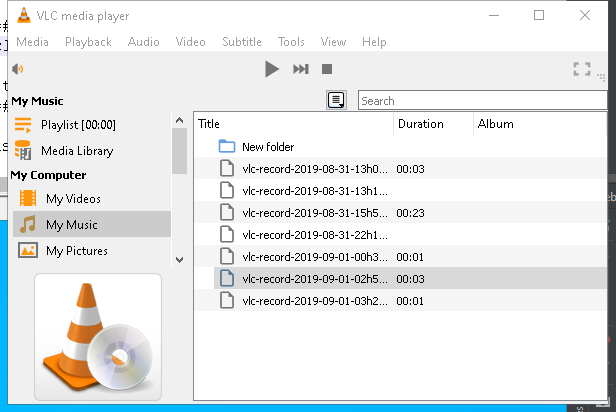 VLC media player
Media Playback Audio Video Subtitle Tools View Help
Search
My Music
Playlist [00:00]
Media Library
My Computer
My Videos
My Music
My Pictures
Title Duration Album
New folder
vlc-record-2019-08-31-13h0... 00:03
vlc-record-2019-08-31-13h1...
vlc-record-2019-08-31-15h5... 00:23
vlc-record-2019-08-31-22h1...
vlc-record-2019-09-01-00h3... 00:01
vlc-record-2019-09-01-02h5... 00:03
vlc-record-2019-09-01-03h2... 00:01